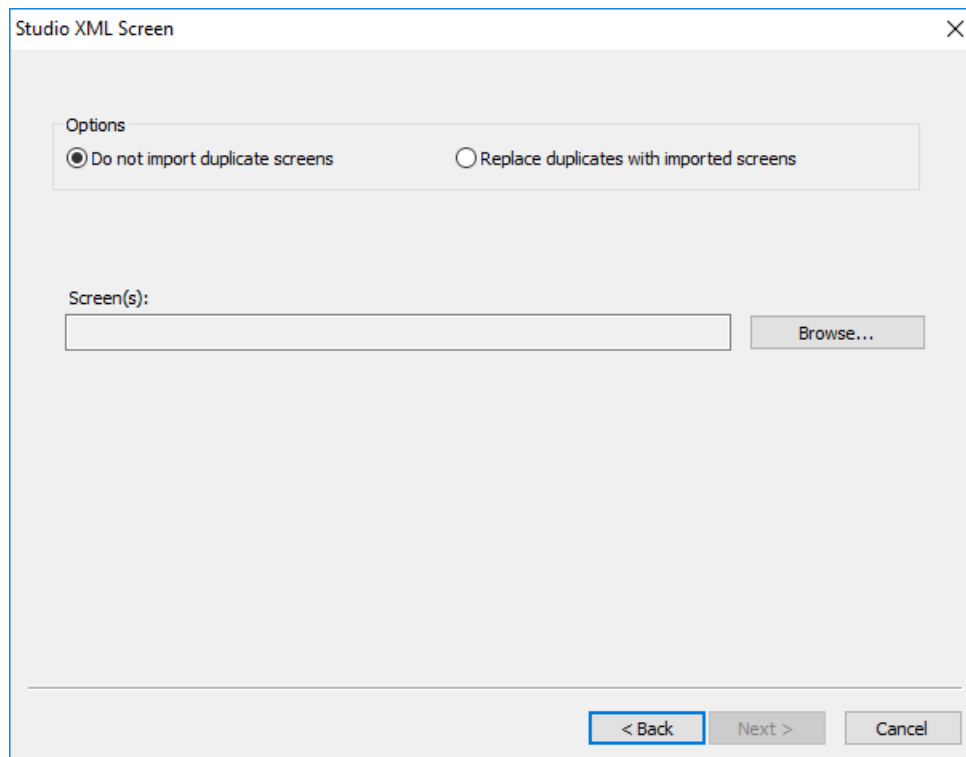 Studio XML Screen
Options
Do not import duplicate screens
Replace duplicates with imported screens
Screen(s):
Browse...
< Back
Next >
Cancel